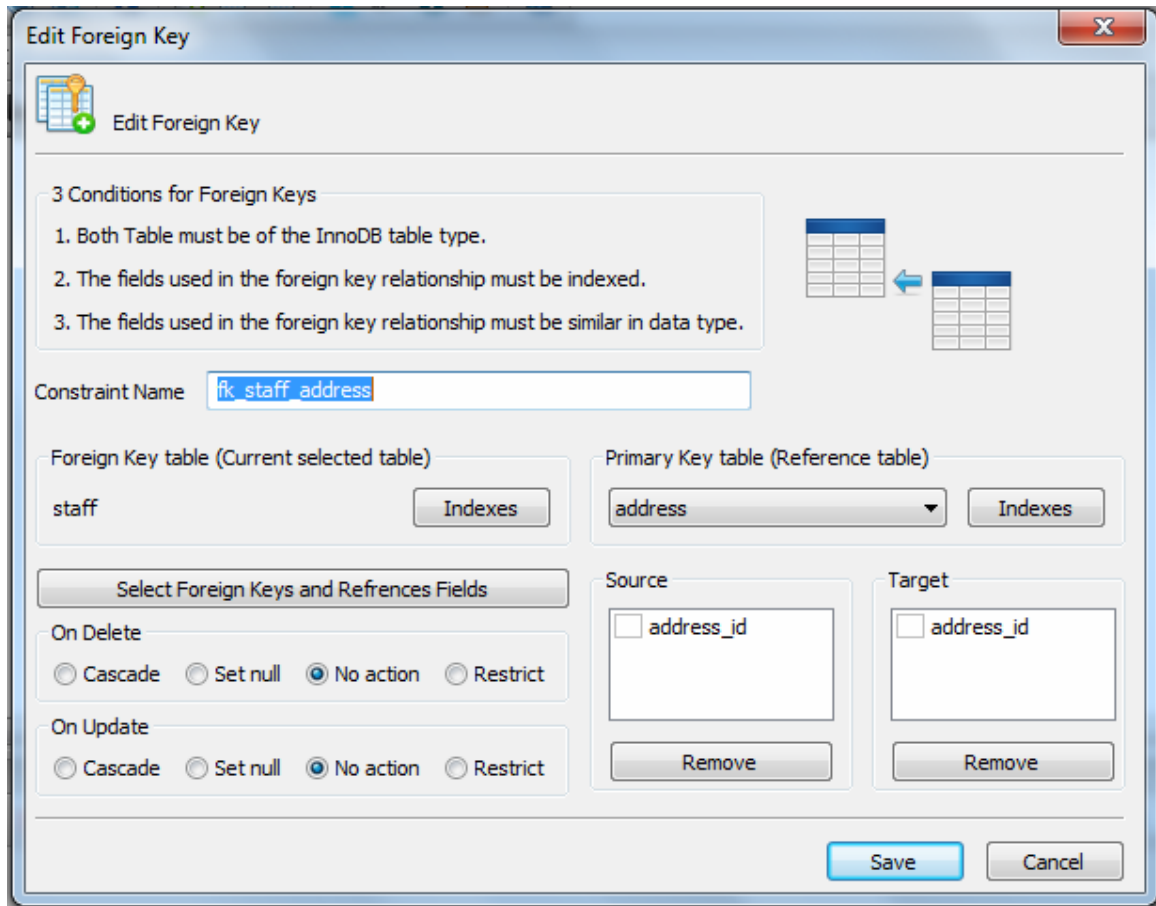 Edit Foreign Key
X
Edit Foreign Key
3 Conditions for Foreign Keys
1. Both Table must be of the InnoDB table type.
2. The fields used in the foreign key relationship must be indexed.
3. The fields used in the foreign key relationship must be similar in data type.
Constraint Name fk_staff_address
Foreign Key table (Current selected table)
staff Indexes
Primary Key table (Reference table)
address Indexes
Select Foreign Keys and Refrences Fields
On Delete
Cascade Set null No action Restrict
On Update
Cascade Set null No action Restrict
Source
address_id
Remove
Target
address_id
Remove
Save Cancel